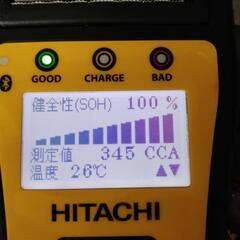 GOOD CHARGE BAD
健全性(SOH) 100 %
測定値 345 CCA
温度 26℃ ▲▼
HITACHI